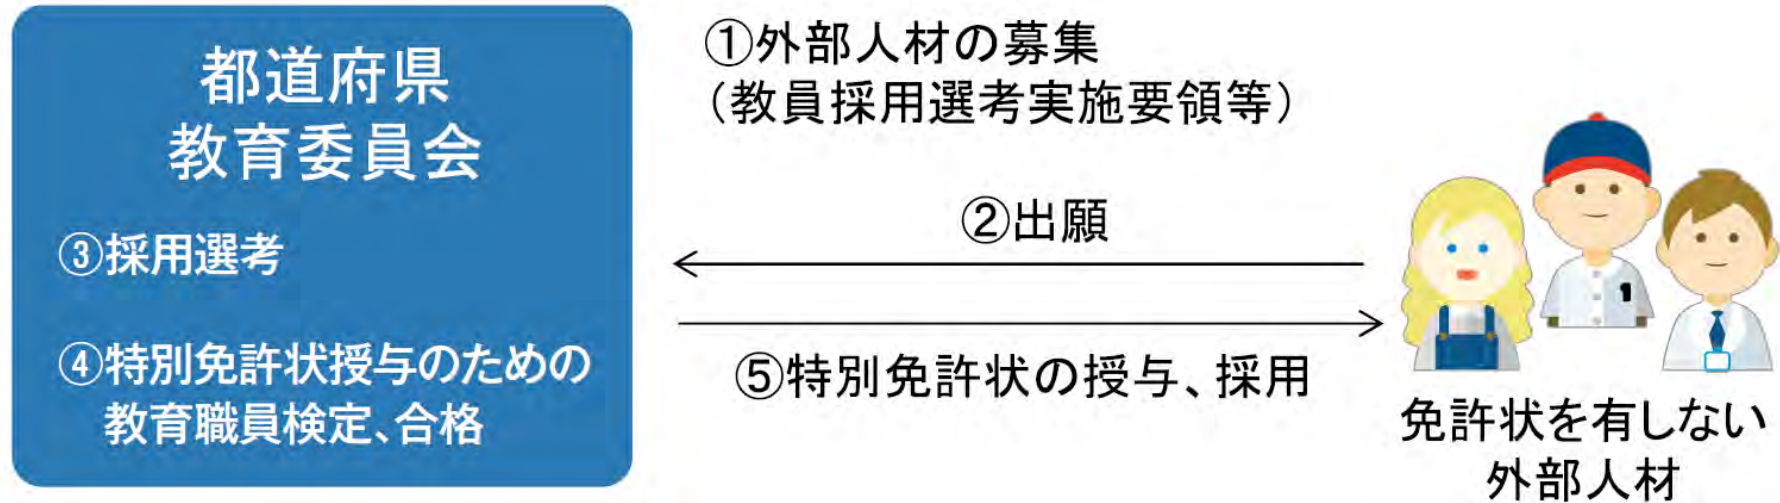 都道府県
教育委員会
③採用選考
④特別免許状授与のための
教育職員検定、合格
①外部人材の募集
（教員採用選考実施要領等）
②出願
⑤特別免許状の授与、採用
1
免許状を有しない
外部人材